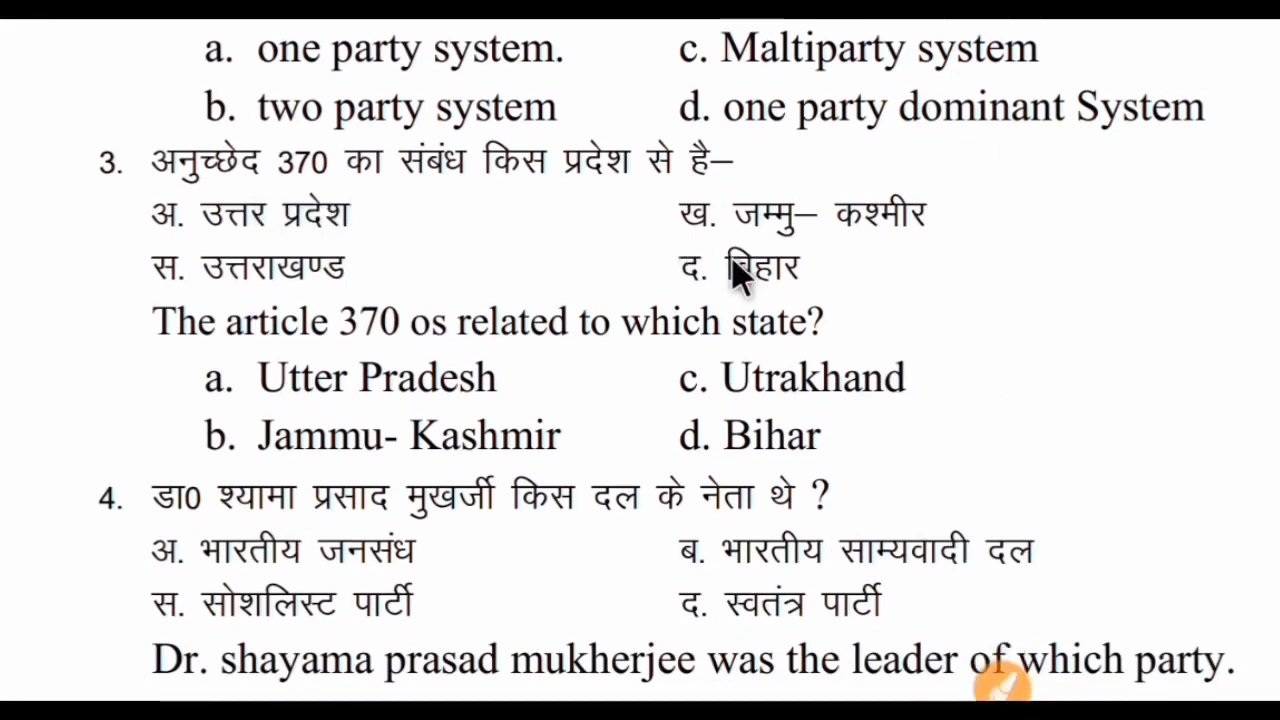 a. one party system. c. Maltiparty system
b. two party system d. one party dominant System
3. अनुच्छेद 370 का संबंध किस प्रदेश से है–
अ. उत्तर प्रदेश ख. जम्मु– कश्मीर
स. उत्तराखण्ड द. बिहार
The article 370 os related to which state?
a. Utter Pradesh c. Utrakhand
b. Jammu- Kashmir d. Bihar
4. डा0 श्यामा प्रसाद मुखर्जी किस दल के नेता थे ?
अ. भारतीय जनसंध ब. भारतीय साम्यवादी दल
स. सोशलिस्ट पार्टी द. स्वतंत्र पार्टी
Dr. shayama prasad mukherjee was the leader of which party.